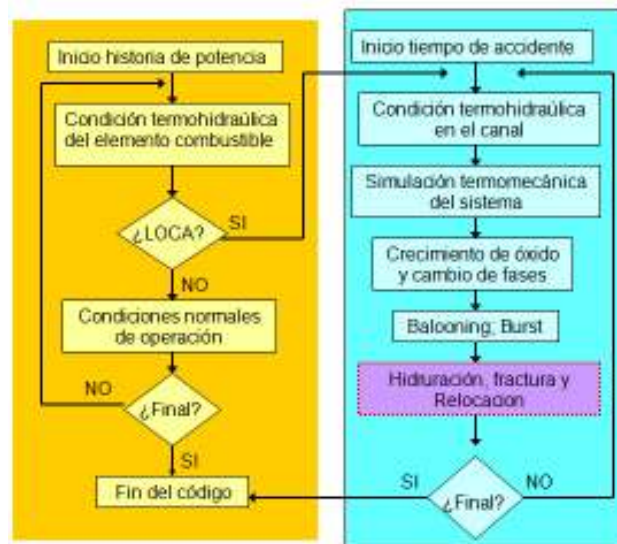 Inicio historia de potencia
Condición termohidraúlica
del elemento combustible
¿LOCA?
SI
NO
Condiciones normales
de operación
NO
¿Final?
SI
Fin del código
Inicio tiempo de accidente
Condición termohidraúlica
en el canal
Simulación termomecánica
del sistema
Crecimiento de óxido
y cambio de fases
Balooning; Burst
Hidruración, fractura y
Relocacion
SI
NO
¿Final?